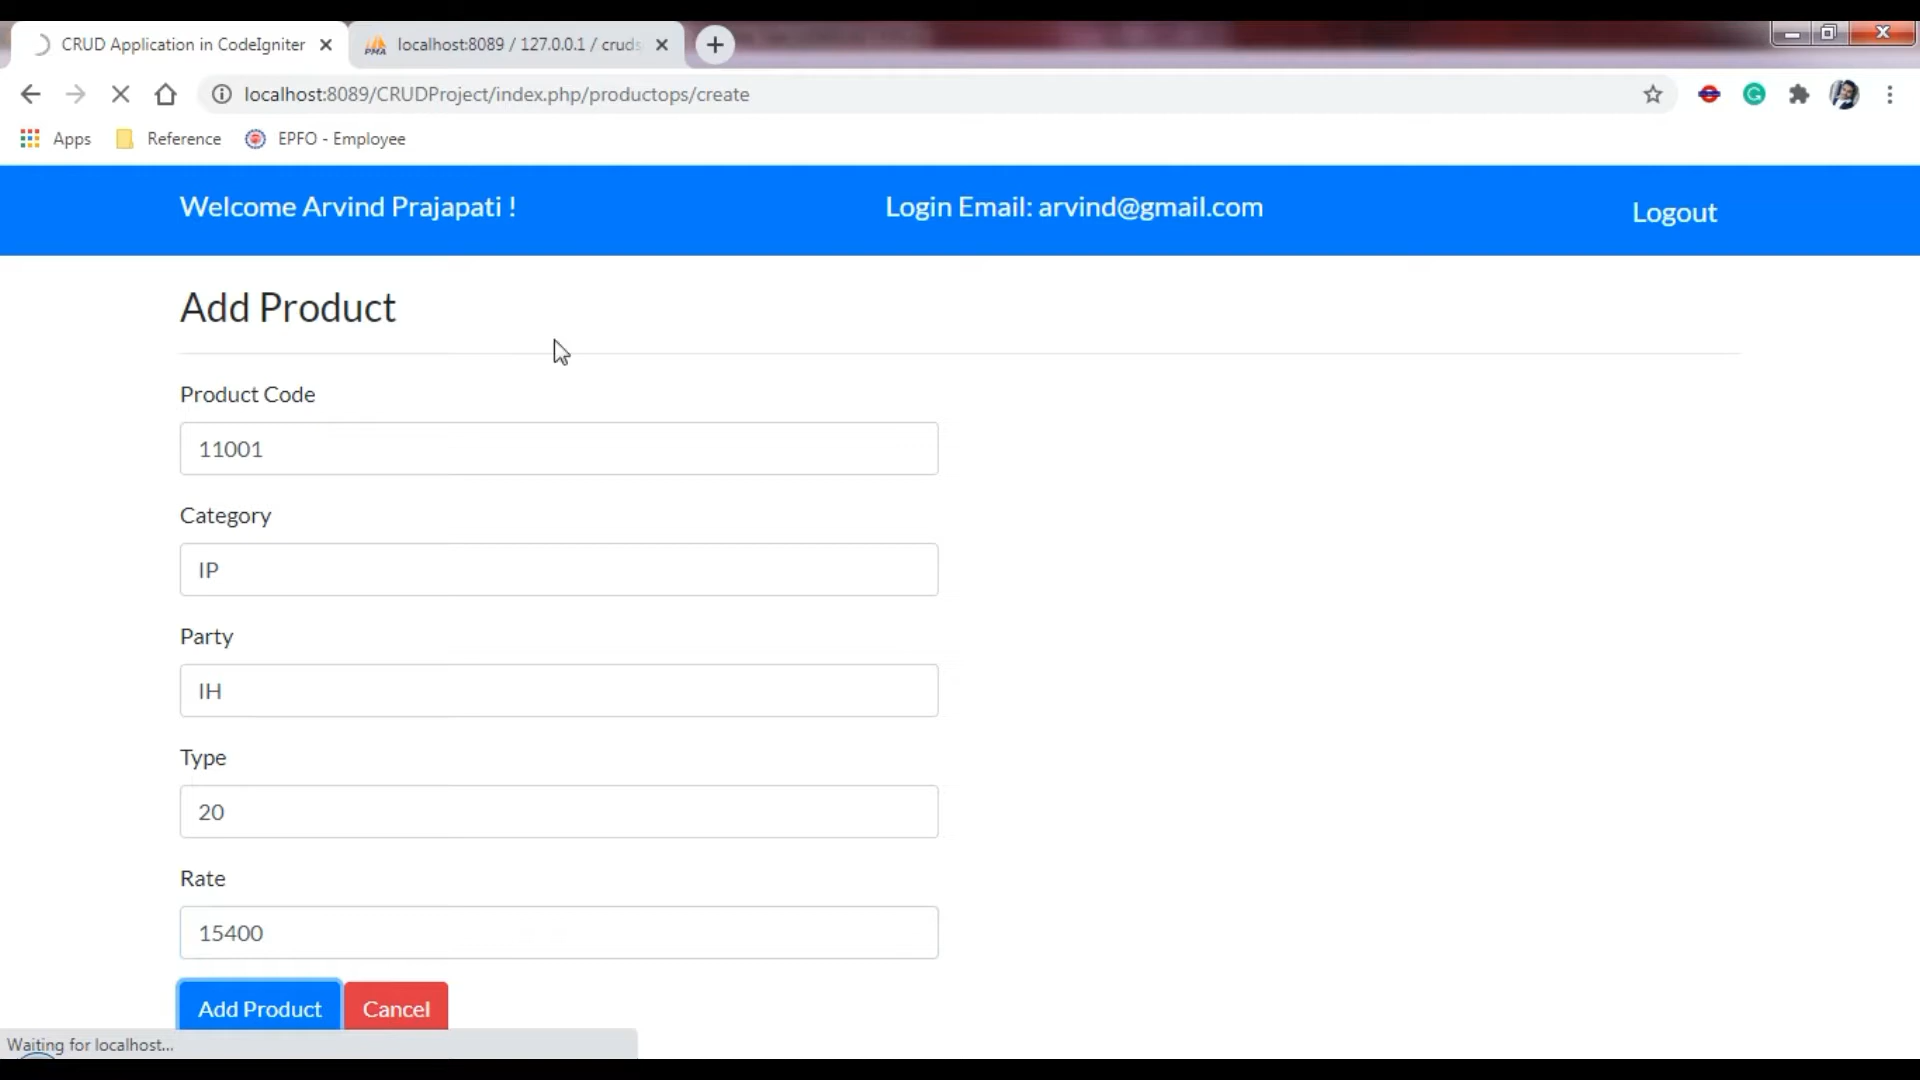 CRUD Application in CodeIgniter
localhost:8089 / 127.0.0.1 / cruds
localhost:8089/CRUDProject/index.php/productops/create
Apps
Reference
EPFO - Employee
Welcome Arvind Prajapati !
Login Email: arvind@gmail.com
Logout
Add Product
Product Code
11001
Category
IP
Party
IH
Type
20
Rate
15400
Add Product
Cancel
Waiting for localhost...